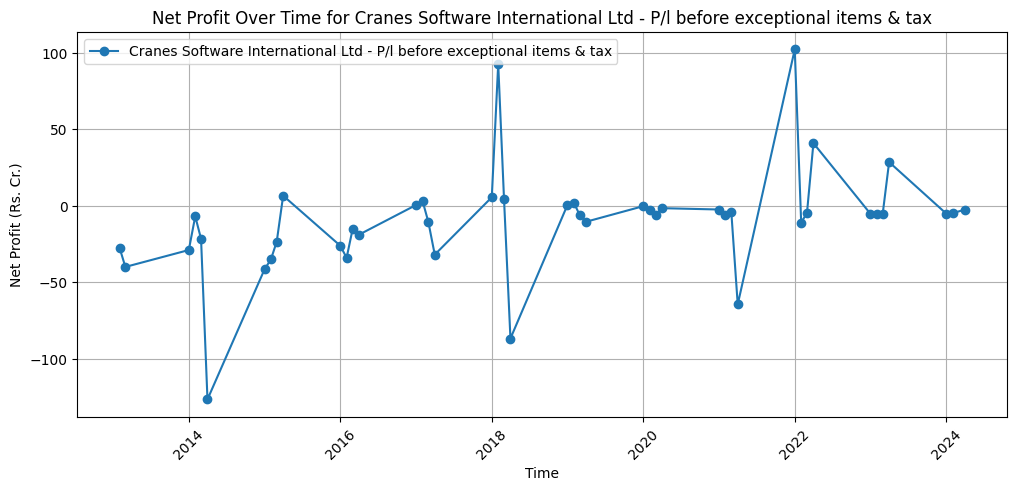 Net Profit Over Time for Cranes Software International Ltd - P/l before exceptional items & tax
Cranes Software International Ltd - P/l before exceptional items & tax
100
50
0
−50
−100
Net Profit (Rs. Cr.)
2014
2016
2018
2020
2022
2024
Time